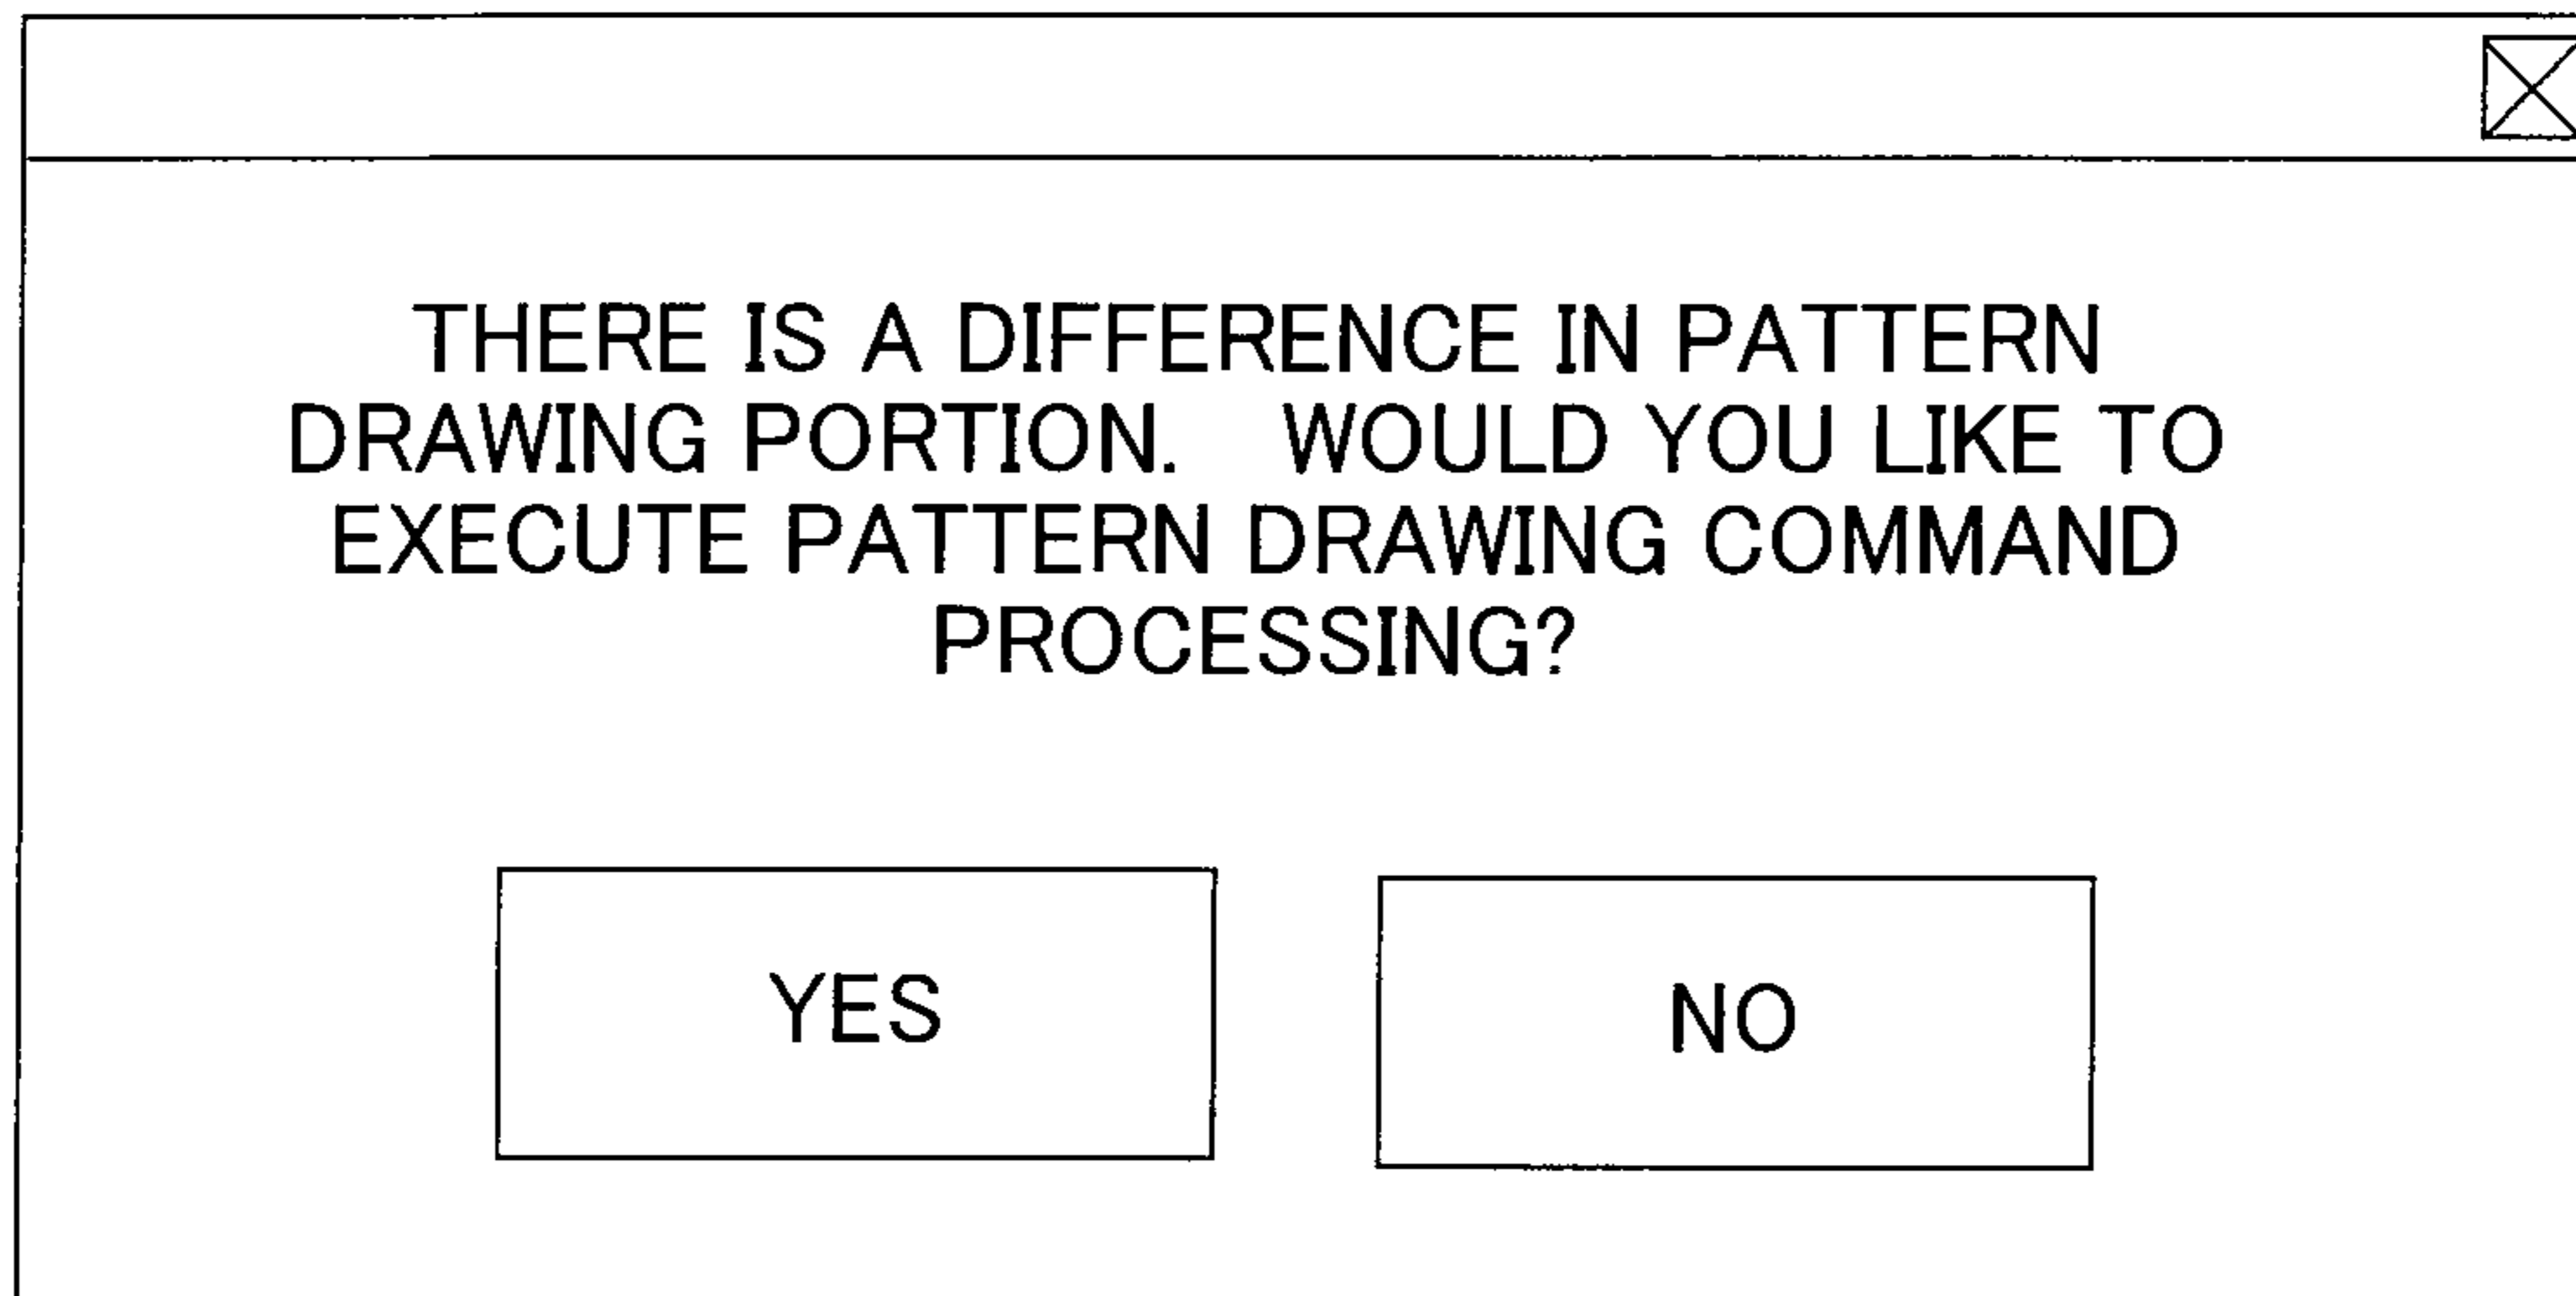 THERE IS A DIFFERENCE IN PATTERN
DRAWING PORTION. WOULD YOU LIKE TO
EXECUTE PATTERN DRAWING COMMAND
PROCESSING?
YES
NO